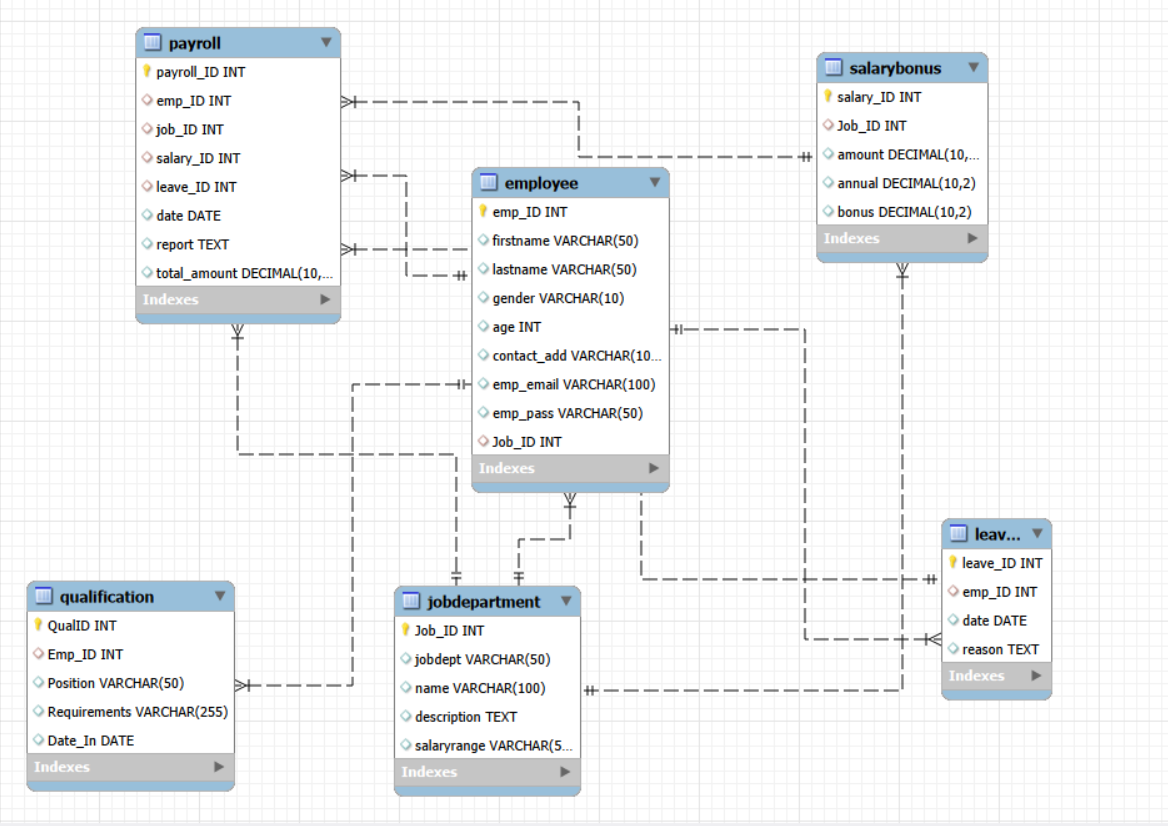 payroll
payroll_ID INT
emp_ID INT
job_ID INT
salary_ID INT
leave_ID INT
date DATE
report TEXT
total_amount DECIMAL(10,...
Indexes
salarybonus
salary_ID INT
Job_ID INT
amount DECIMAL(10,...
annual DECIMAL(10,2)
bonus DECIMAL(10,2)
Indexes
employee
emp_ID INT
firstname VARCHAR(50)
lastname VARCHAR(50)
gender VARCHAR(10)
age INT
contact_add VARCHAR(10...
emp_email VARCHAR(100)
emp_pass VARCHAR(50)
Job_ID INT
Indexes
leav...
leave_ID INT
emp_ID INT
date DATE
reason TEXT
Indexes
qualification
QualID INT
Emp_ID INT
Position VARCHAR(50)
Requirements VARCHAR(255)
Date_In DATE
Indexes
jobdepartment
Job_ID INT
jobdept VARCHAR(50)
name VARCHAR(100)
description TEXT
salaryrange VARCHAR(5...
Indexes